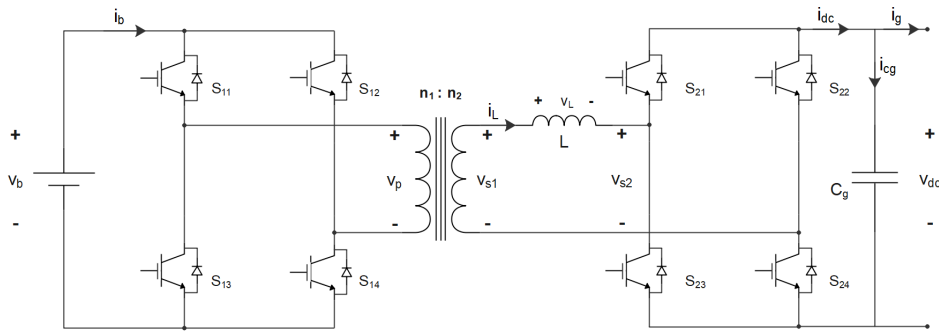 i_b
i_dc
i_g
S_11
S_12
S_21
S_22
i_cg
n_1 : n_2
i_L
+ v_L -
L
+
+
+
+
+
v_b
v_p
v_s1
v_s2
C_g
v_dc
-
-
-
-
-
S_13
S_14
S_23
S_24